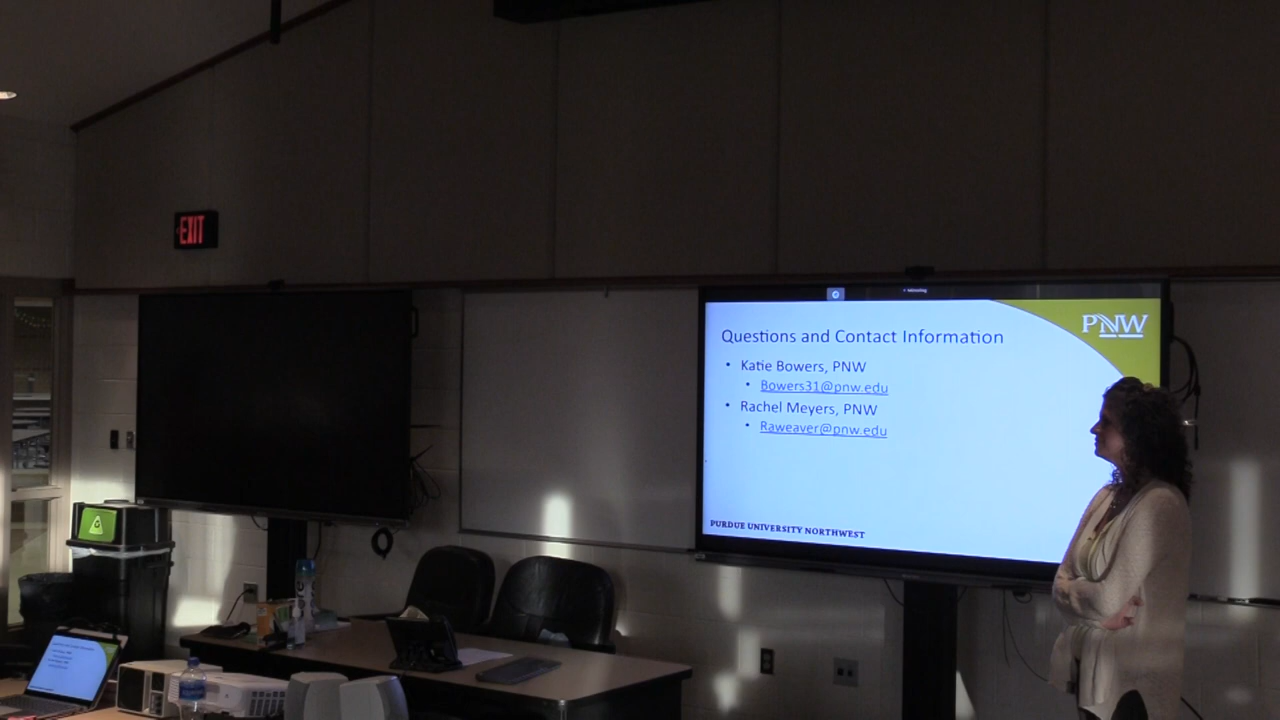 EXIT
PNW
Questions and Contact Information
• Katie Bowers, PNW
• Bowers31@pnw.edu
• Rachel Meyers, PNW
• Raweaver@pnw.edu
PURDUE UNIVERSITY NORTHWEST